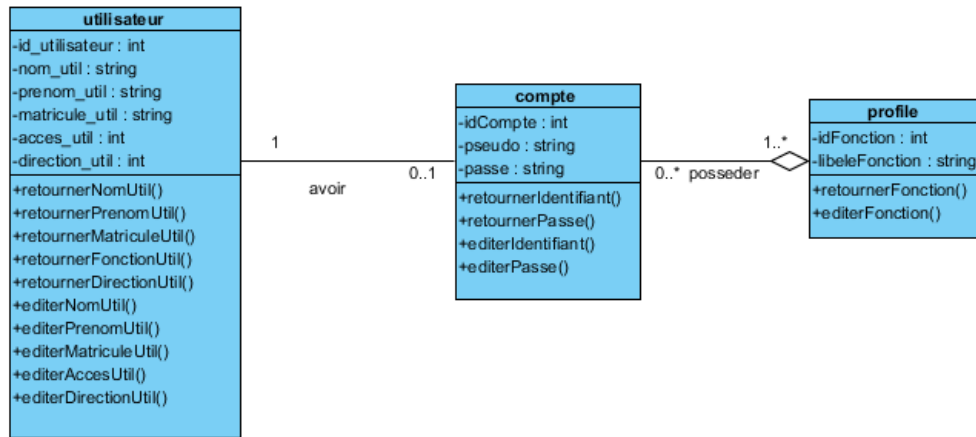 utilisateur
-id_utilisateur : int
-nom_util : string
-prenom_util : string
-matricule_util : string
-acces_util : int
-direction_util : int
+retournerNomUtil()
+retournerPrenomUtil()
+retournerMatriculeUtil()
+retournerFonctionUtil()
+retournerDirectionUtil()
+editerNomUtil()
+editerPrenomUtil()
+editerMatriculeUtil()
+editerAccesUtil()
+editerDirectionUtil()
1
avoir
0..1
compte
-idCompte : int
-pseudo : string
-passe : string
+retournerIdentifiant()
+retournerPasse()
+editerIdentifiant()
+editerPasse()
0..* posseder
1..*
profile
-idFonction : int
-libeleFonction : string
+retournerFonction()
+editerFonction()